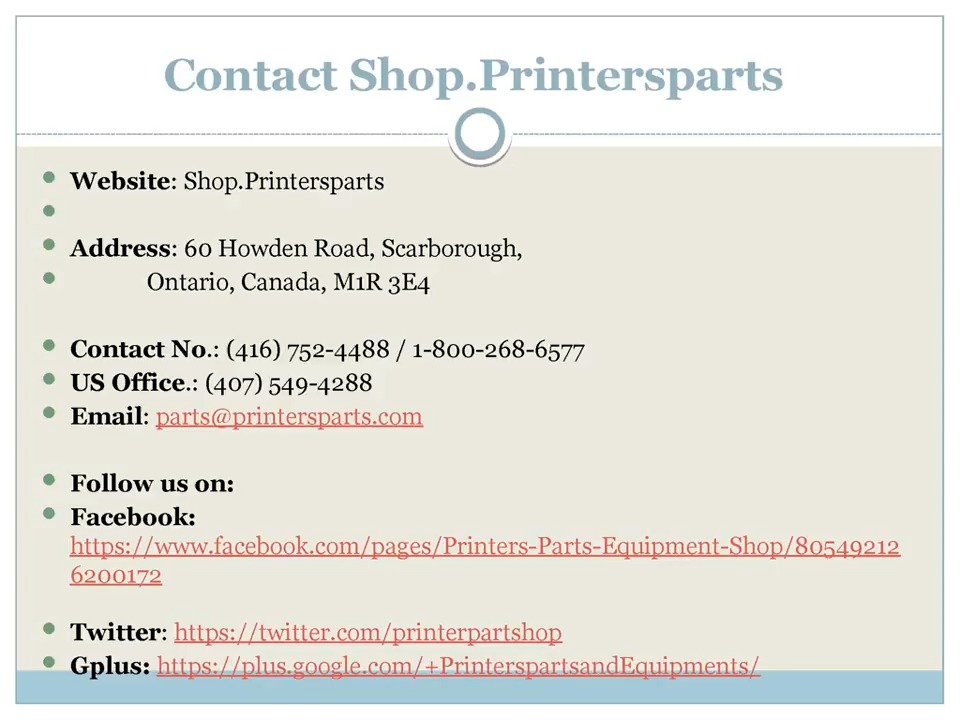 Contact Shop.Printersparts
Website: Shop.Printersparts
Address: 60 Howden Road, Scarborough,
Ontario, Canada, M1R 3E4
Contact No.: (416) 752-4488 / 1-800-268-6577
US Office.: (407) 549-4288
Email: parts@printersparts.com
Follow us on:
Facebook:
https://www.facebook.com/pages/Printers-Parts-Equipment-Shop/80549212
6200172
Twitter: https://twitter.com/printerpartshop
Gplus: https://plus.google.com/+PrinterspartsandEquipments/